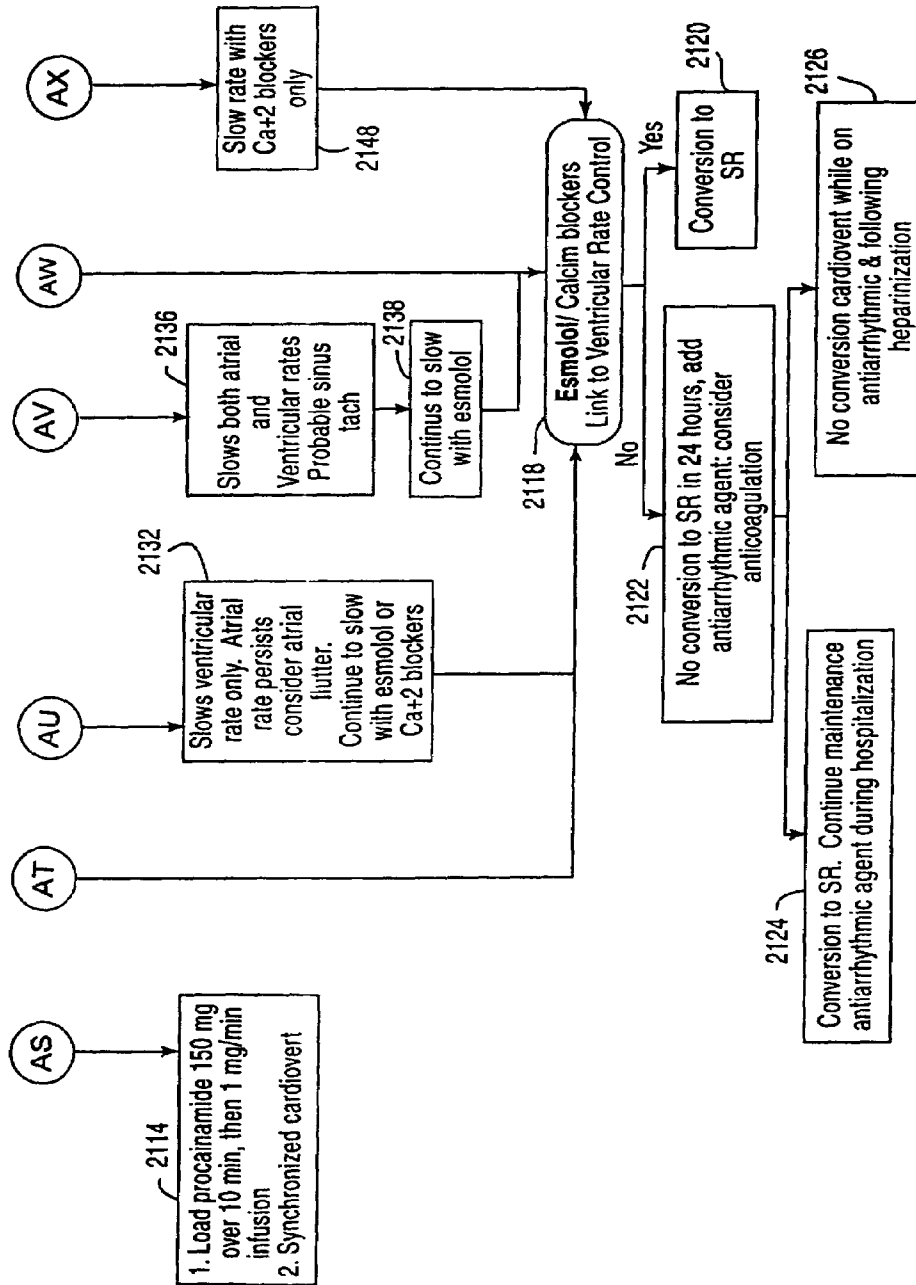 AS
AT
AU
AV
AW
AX
2114
1. Load procainamide 150 mg
over 10 min, then 1 mg/min
infusion
2. Synchronized cardiovert
2132
Slows ventricular
rate only. Atrial
rate persists
consider atrial
flutter.
Continue to slow
with esmolol or
Ca+2 blockers
2136
Slows both atrial
and
Ventricular rates
Probable sinus
tach
2138
Continue to slow
with esmolol
Slow rate with
Ca+2 blockers
only
2148
2118
Esmolol/ Calcim blockers
Link to Ventricular Rate Control
No
Yes
2122
No conversion to SR in 24 hours, add
antiarrhythmic agent: consider
anticoagulation
2120
Conversion to
SR
2124
Conversion to SR. Continue maintenance
antiarrhythmic agent during hospitalization
2126
No conversion cardiovent while on
antiarrhythmic & following
heparinization